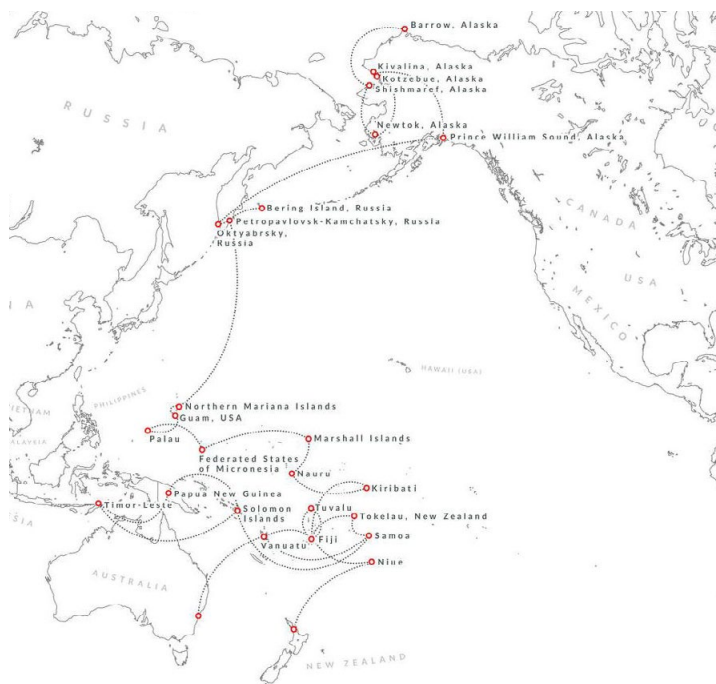 Barrow. Alaska
Kivalina, Alaska
Kotzebue, Alaska
Shishmaref, Alaska
RUSSIA
Newtok, Alaska
Prince William Sound, Alaska
CANADA
Bering Island, Russia
Petropavlovsk-Kamchatsky, Russia
Oktyabrsky,
Russia
USA
MEXICO
HAWAII (USA)
PHILIPPINES
Northern Mariana Islands
Guam, USA
Palau
Marshall Islands
Federated States
of Micronesia
Nauru
Kiribati
Papua New Guinea
Timor-Leste
Solomon
Islands
Tuvalu
Tokelau, New Zealand
Vanuatu
Fiji
Samoa
Niue
AUSTRALIA
NEW ZEALAND